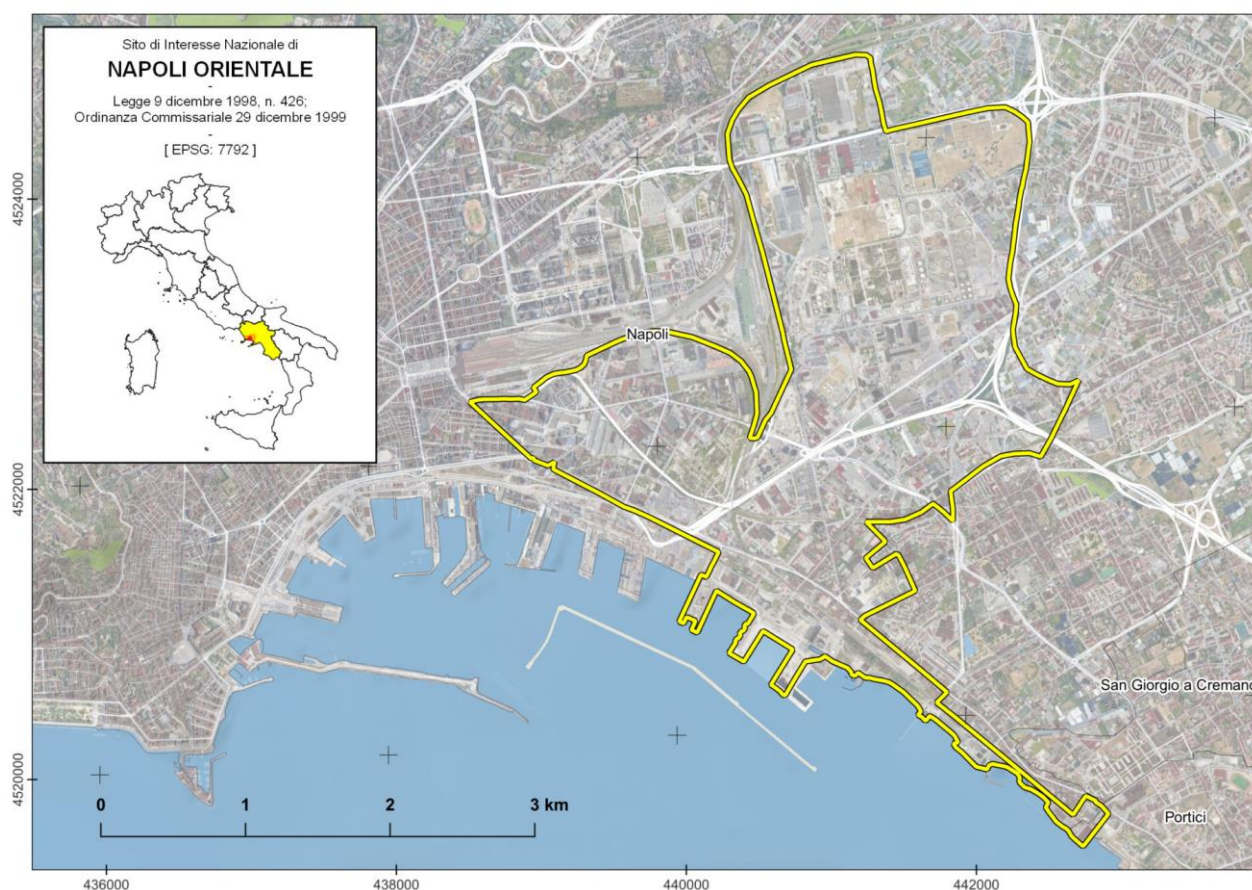 Sito di Interesse Nazionale di
NAPOLI ORIENTALE
-
Legge 9 dicembre 1998, n. 426;
Ordinanza Commissariale 29 dicembre 1999
-
[ EPSG: 7792 ]
4524000
Napoli
4522000
San Giorgio a Cremano
4520000
0 1 2 3 km
Portici
436000 438000 440000 442000